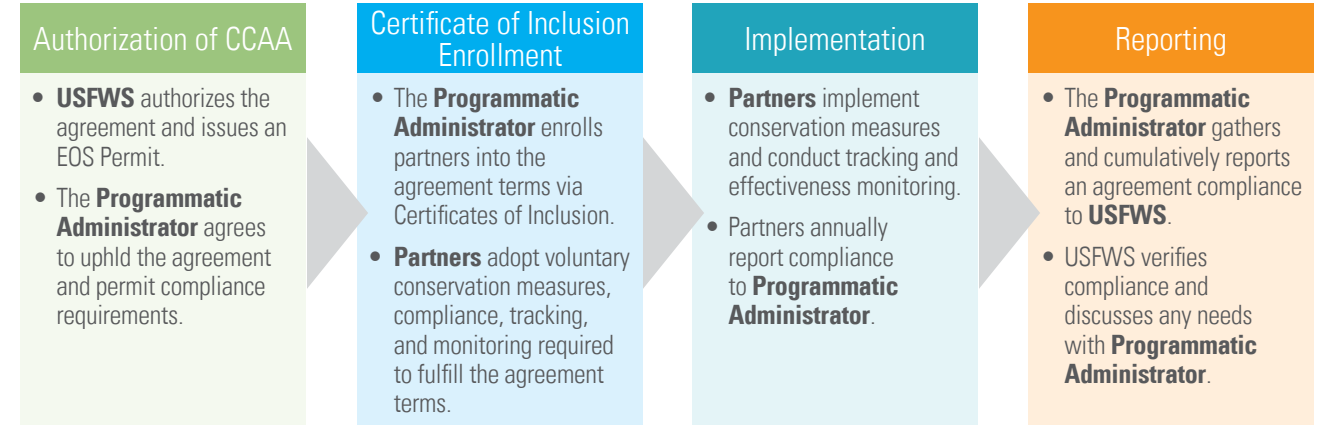 Authorization of CCAA
• USFWS authorizes the
agreement and issues an
EOS Permit.
• The Programmatic
Administrator agrees
to uphld the agreement
and permit compliance
requirements.
Certificate of Inclusion
Enrollment
• The Programmatic
Administrator enrolls
partners into the
agreement terms via
Certificates of Inclusion.
• Partners adopt voluntary
conservation measures,
compliance, tracking,
and monitoring required
to fulfill the agreement
terms.
Implementation
• Partners implement
conservation measures
and conduct tracking and
effectiveness monitoring.
• Partners annually
report compliance
to Programmatic
Administrator.
Reporting
• The Programmatic
Administrator gathers
and cumulatively reports
an agreement compliance
to USFWS.
• USFWS verifies
compliance and
discusses any needs
with Programmatic
Administrator.